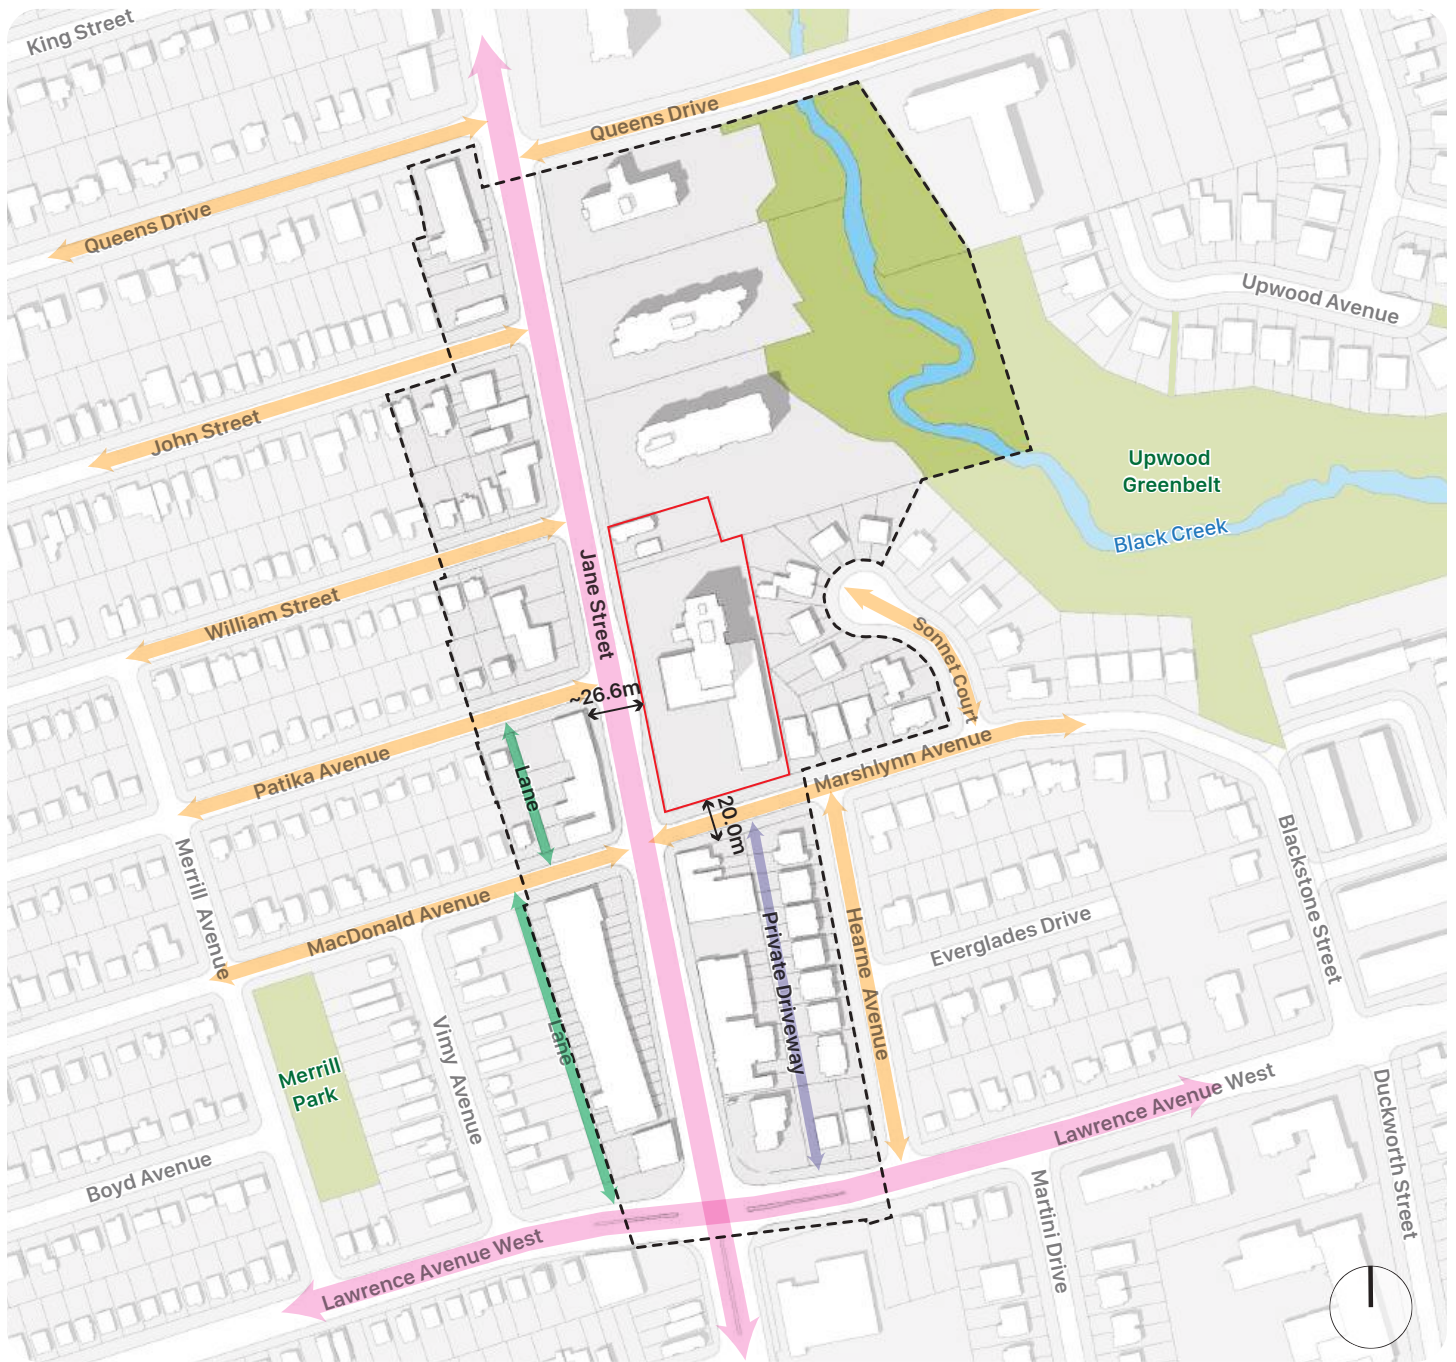 King Street
Queens Drive
Queens Drive
Upwood Avenue
John Street
Upwood
Greenbelt
Black Creek
Jane Street
William Street
Sonnet Court
~26.6m
Patika Avenue
Lane
Marshlynn Avenue
20.0m
Merrill Avenue
Blackstone Street
MacDonald Avenue
Private Driveway
Hearne Avenue
Everglades Drive
Lane
Vimy Avenue
Merrill
Park
Lawrence Avenue West
Duckworth Street
Boyd Avenue
Martini Drive
Lawrence Avenue West